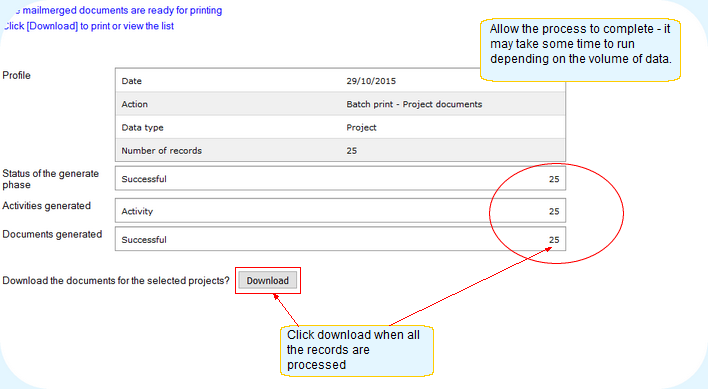 mailmerged documents are ready for printing
Click [Download] to print or view the list
Allow the process to complete - it
may take some time to run
depending on the volume of data.
Profile
Date 29/10/2015
Action Batch print - Project documents
Data type Project
Number of records 25
Status of the generate
phase
Successful 25
Activities generated
Activity 25
Documents generated
Successful 25
Download the documents for the selected projects?
Download
Click download when all
the records are
processed